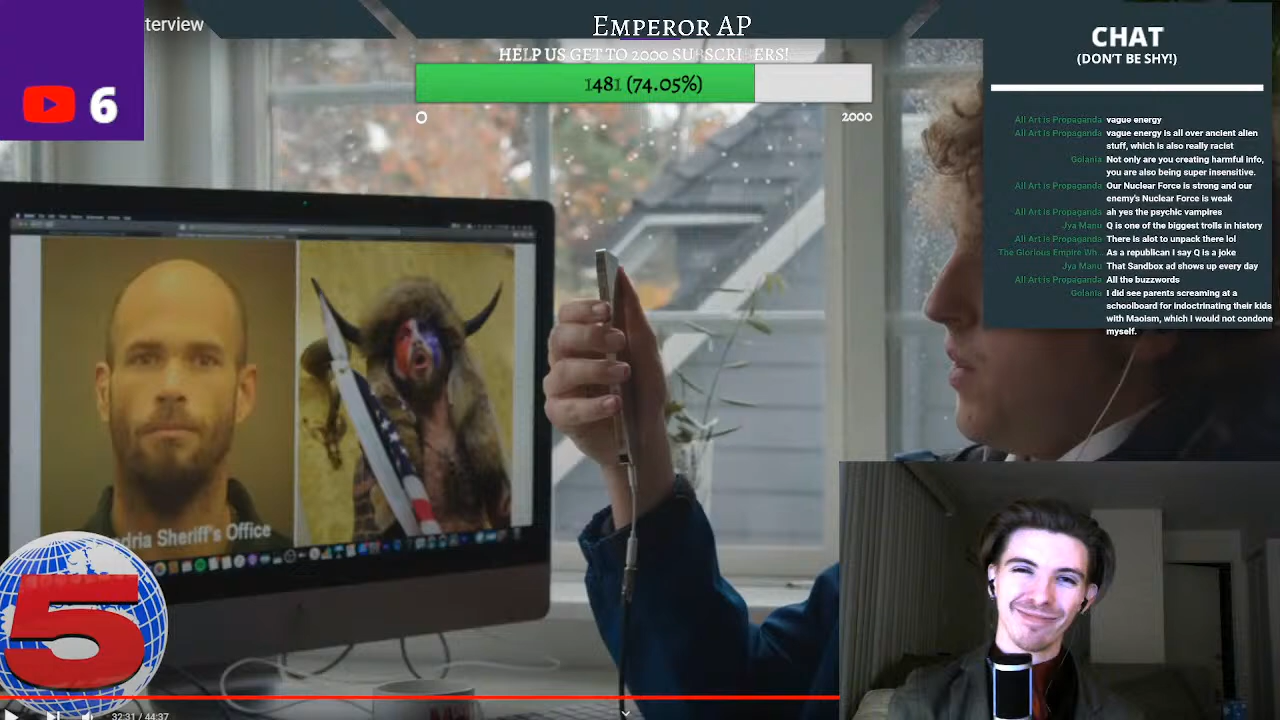 terview
6
EMPEROR AP
HELP US GET TO 2000 SUBSCRIBERS!
1481 (74.05%)
0
2000
CHAT
(DON'T BE SHY!)
All Art is Propaganda vague energy
All Art is Propaganda vague energy is all over ancient alien
stuff, which is also really racist
Golania Not only are you creating harmful info,
you are also being super insensitive.
All Art is Propaganda Our Nuclear Force is strong and our
enemy's Nuclear Force is weak
All Art is Propaganda ah yes the psychic vampires
Jya Manu Q is one of the biggest trolls in history
All Art is Propaganda There is alot to unpack there lol
The Glorious Empire Wh... As a republican I say Q is a joke
Jya Manu That Sandbox ad shows up every day
All Art is Propaganda All the buzzwords
Golania I did see parents screaming at a
schoolboard for indoctrinating their kids
with Maoism, which I would not condone
myself.
dria Sheriff's Office
5
32:31 / 44:37